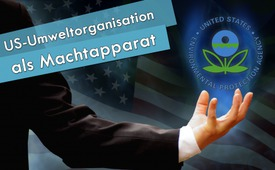 US-Umweltorganisation
als Machtapparat
UNITED STATES
ENVIRONMENTAL PROTECTION AGENCY